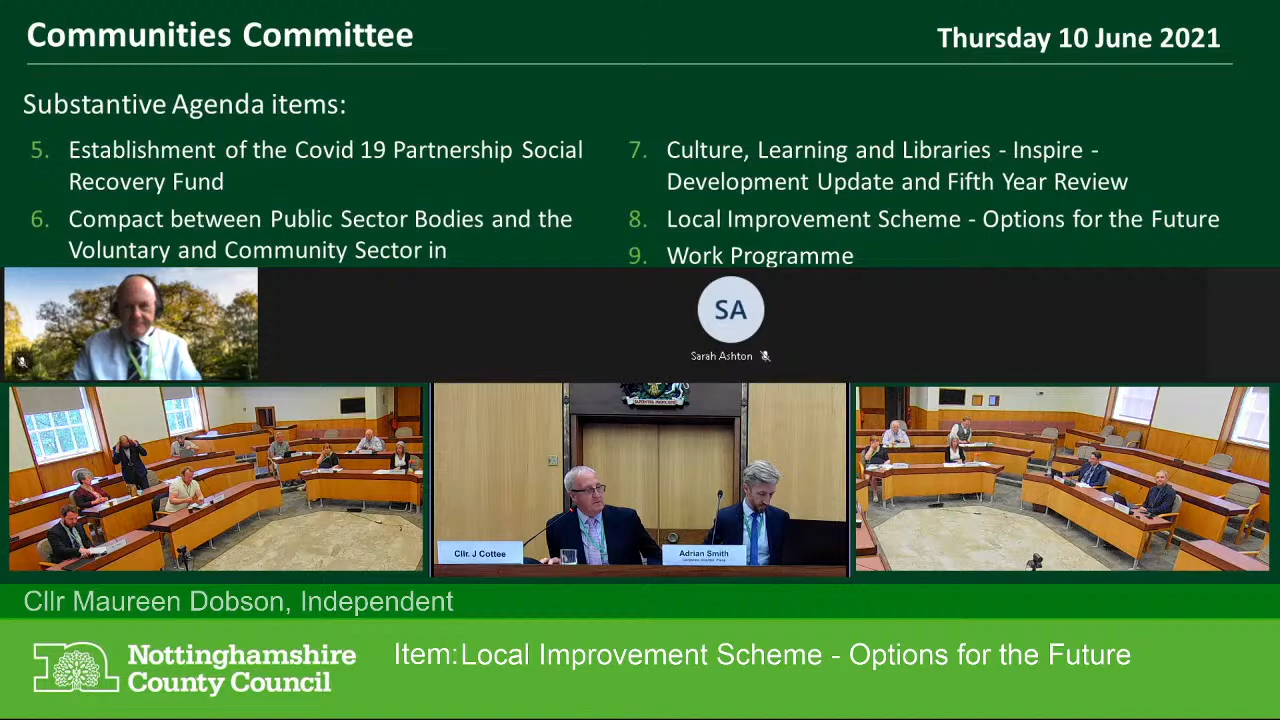 Communities Committee
Thursday 10 June 2021
Substantive Agenda items:
5. Establishment of the Covid 19 Partnership Social
Recovery Fund
6. Compact between Public Sector Bodies and the
Voluntary and Community Sector in
7. Culture, Learning and Libraries - Inspire -
Development Update and Fifth Year Review
8. Local Improvement Scheme - Options for the Future
9. Work Programme
SA
Sarah Ashton
Cllr. J Cottee
Adrian Smith
Cllr Maureen Dobson, Independent
Nottinghamshire
County Council
Item: Local Improvement Scheme - Options for the Future